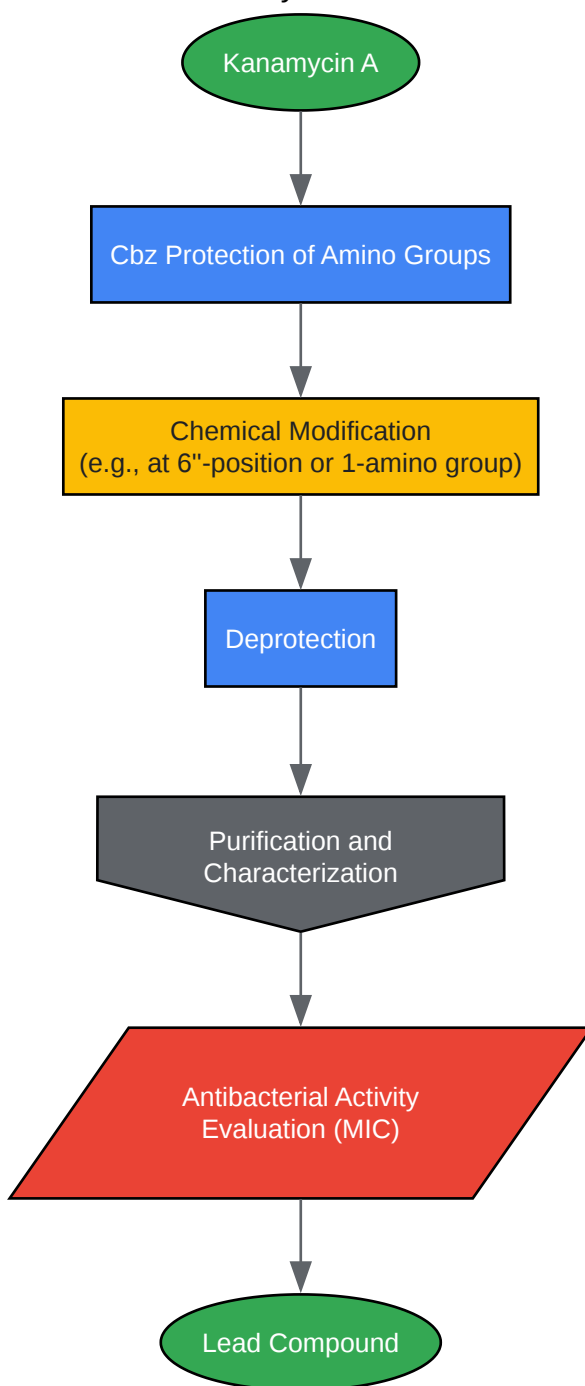 Kanamycin A
Cbz Protection of Amino Groups
Chemical Modification
(e.g., at 6"-position or 1-amino group)
Deprotection
Purification and
Characterization
Antibacterial Activity
Evaluation (MIC)
Lead Compound